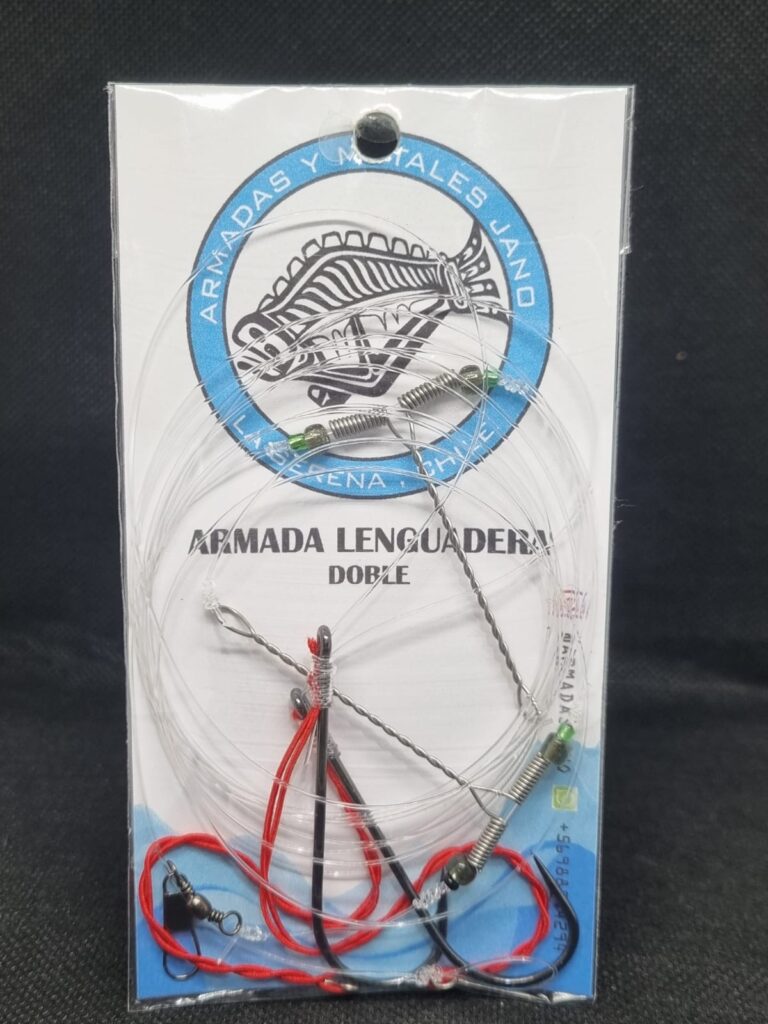 ARMADAS Y METALES JANO
LA SERENA , CHILE
ARMADA LENGUADERA
DOBLE